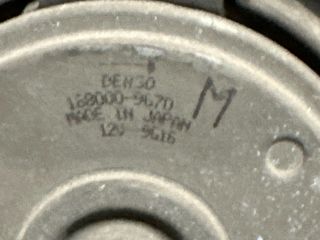 DENSO
168000-9670
MADE IN JAPAN
12V 9G16
M